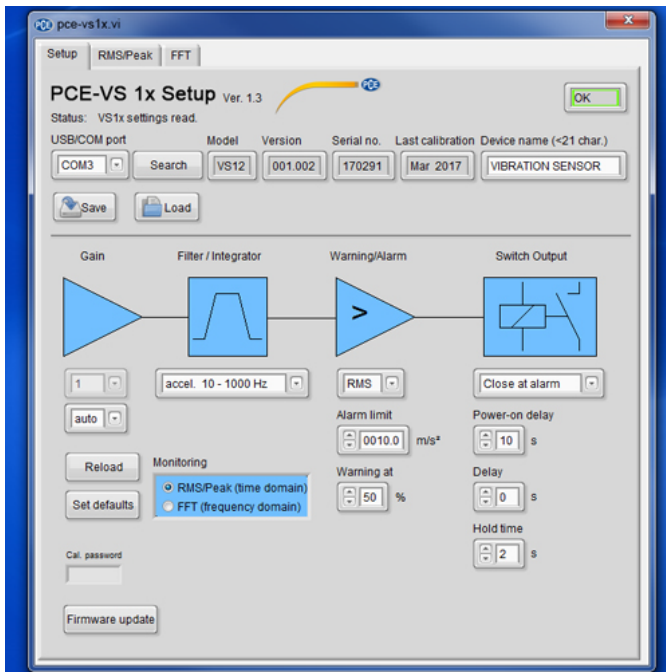 pce-vs1x.vi
Setup RMS/Peak FFT
PCE-VS 1x Setup Ver. 1.3 PCE OK
Status: VS1x settings read.
USB/COM port Model Version Serial no. Last calibration Device name (<21 char.)
COM3 Search VS12 001.002 170291 Mar 2017 VIBRATION SENSOR
Save Load
Gain Filter / Integrator Warning/Alarm Switch Output
>
1 accel. 10 - 1000 Hz RMS Close at alarm
auto Alarm limit Power-on delay
0010.0 m/s² 10 s
Reload Monitoring Warning at Delay
RMS/Peak (time domain) 50 % 0 s
Set defaults FFT (frequency domain)
Hold time
2 s
Cal. password
Firmware update